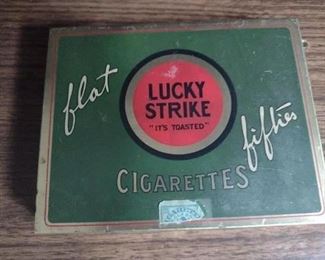 flat
LUCKY
STRIKE
"IT'S TOASTED"
fifties
CIGARETTES